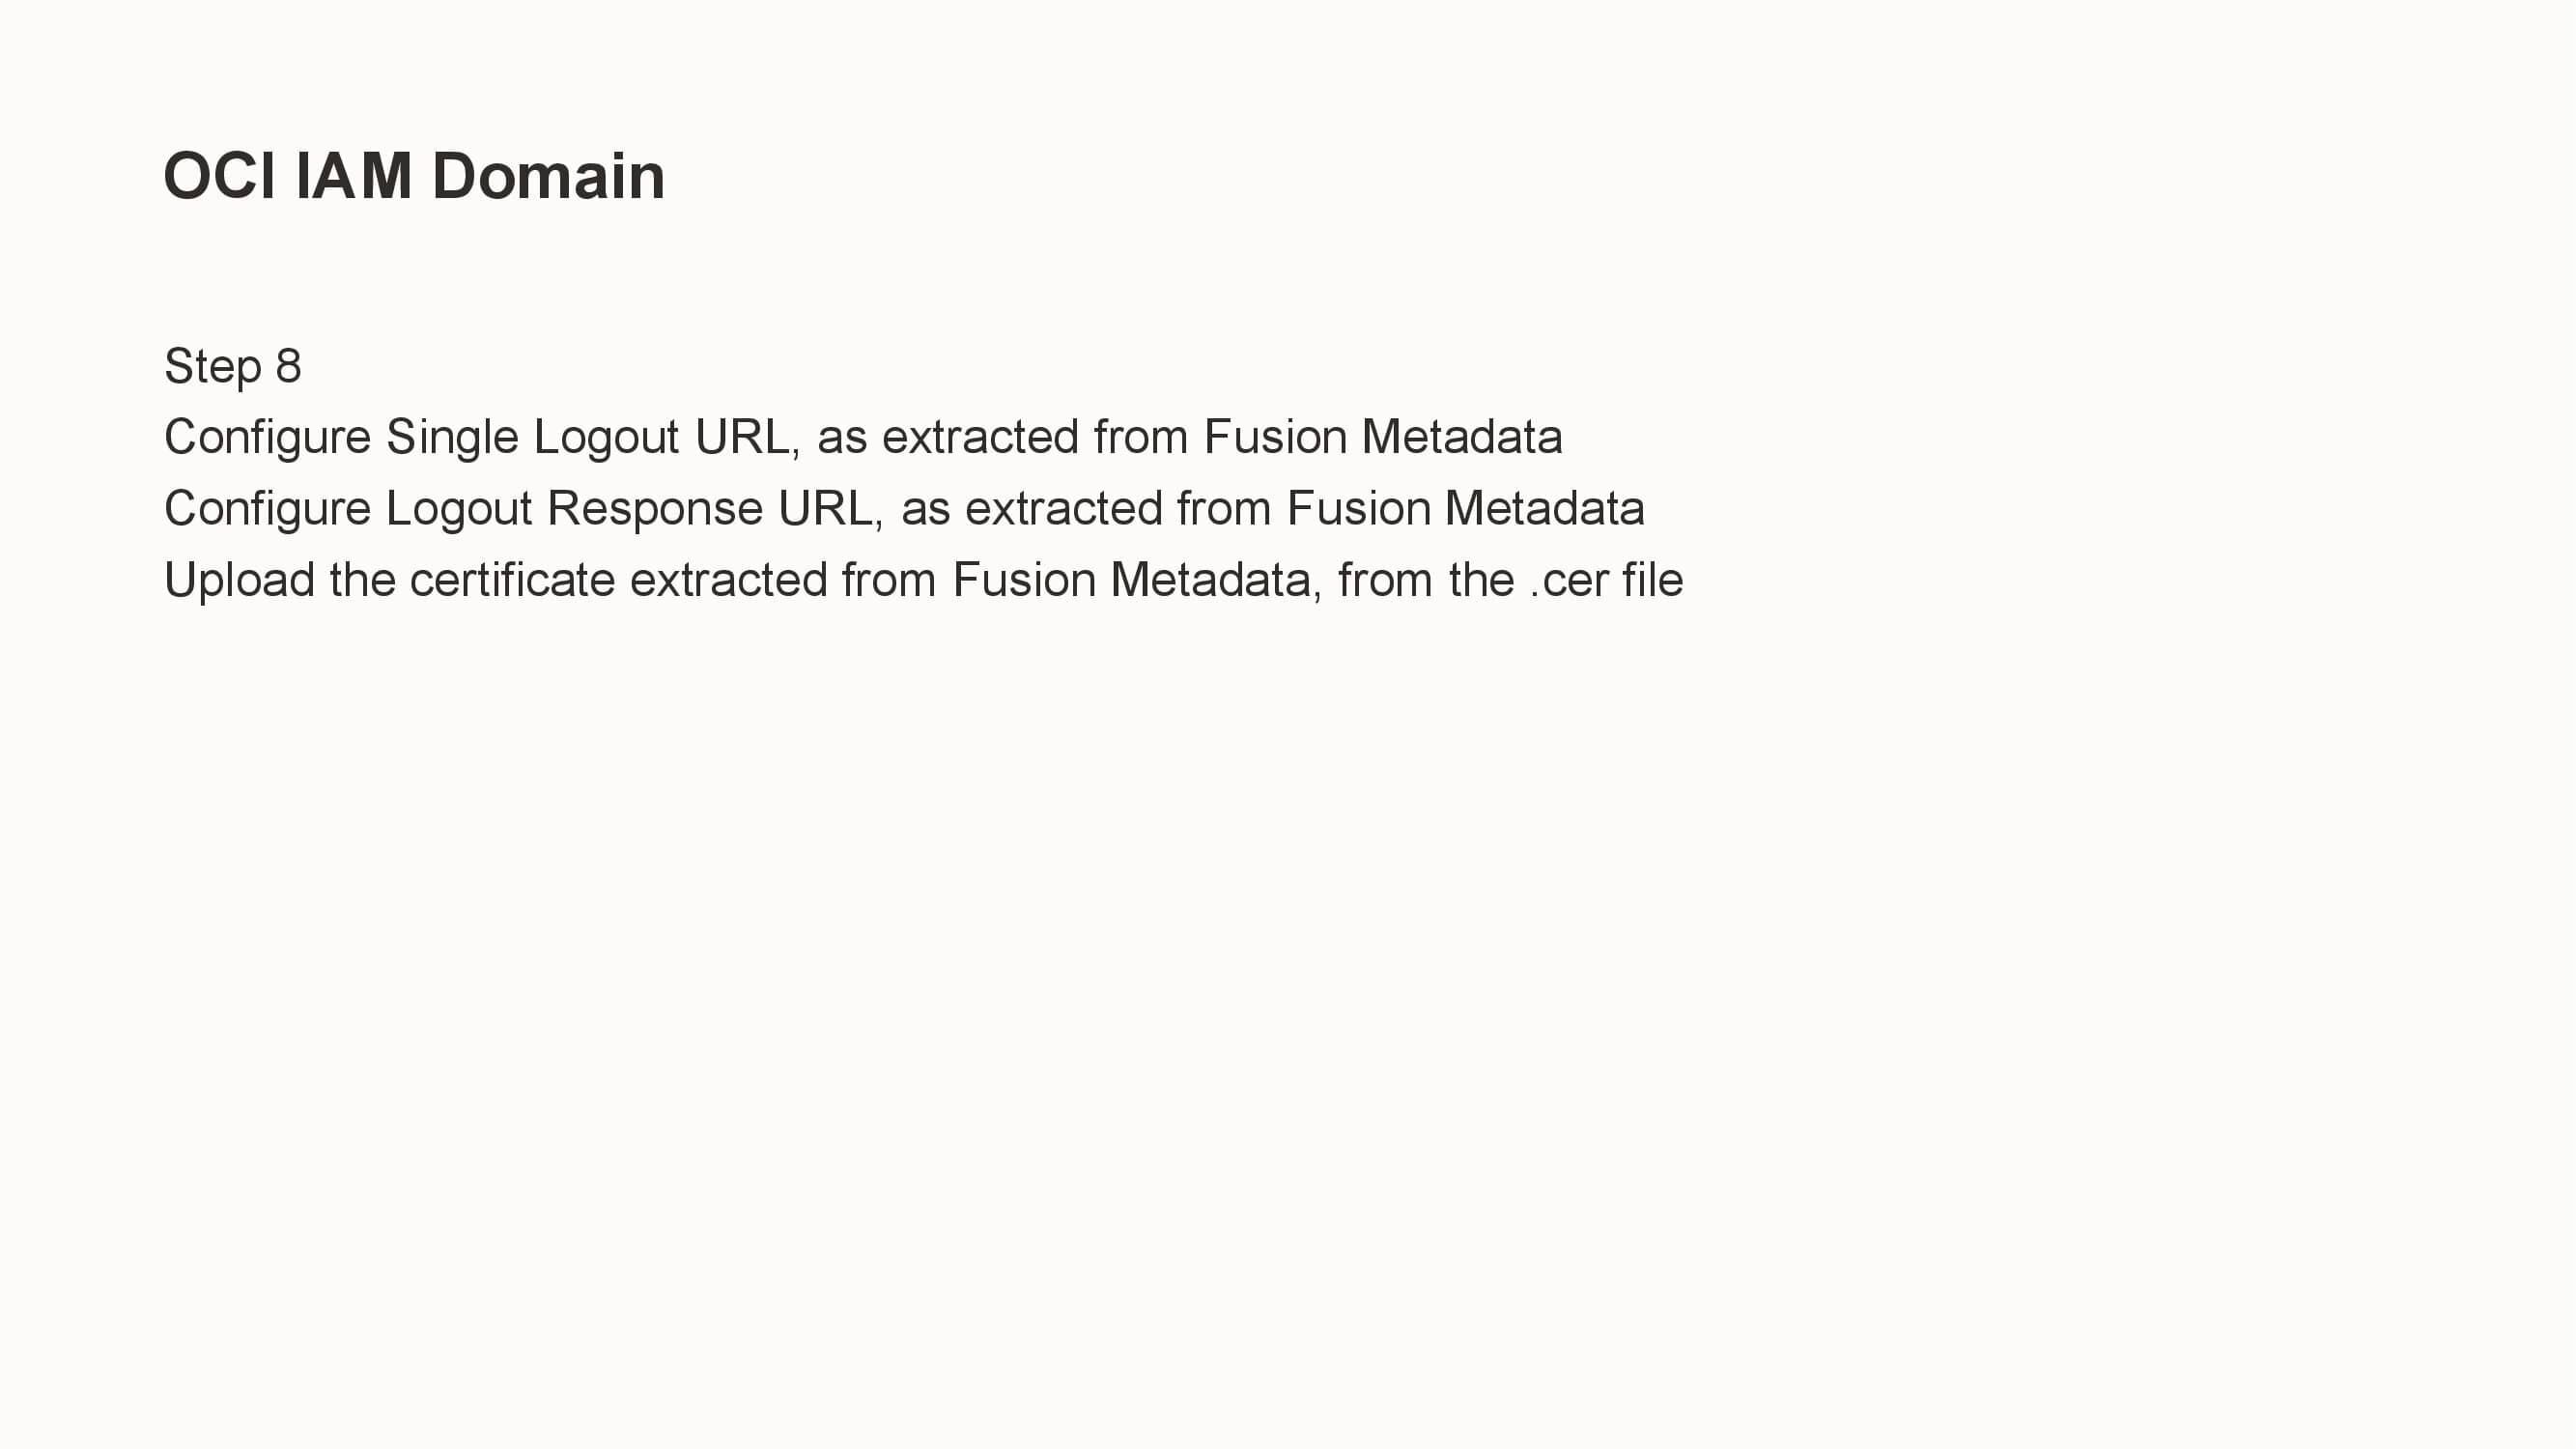 OCI IAM Domain
Step 8
Configure Single Logout URL, as extracted from Fusion Metadata
Configure Logout Response URL, as extracted from Fusion Metadata
Upload the certificate extracted from Fusion Metadata, from the .cer file